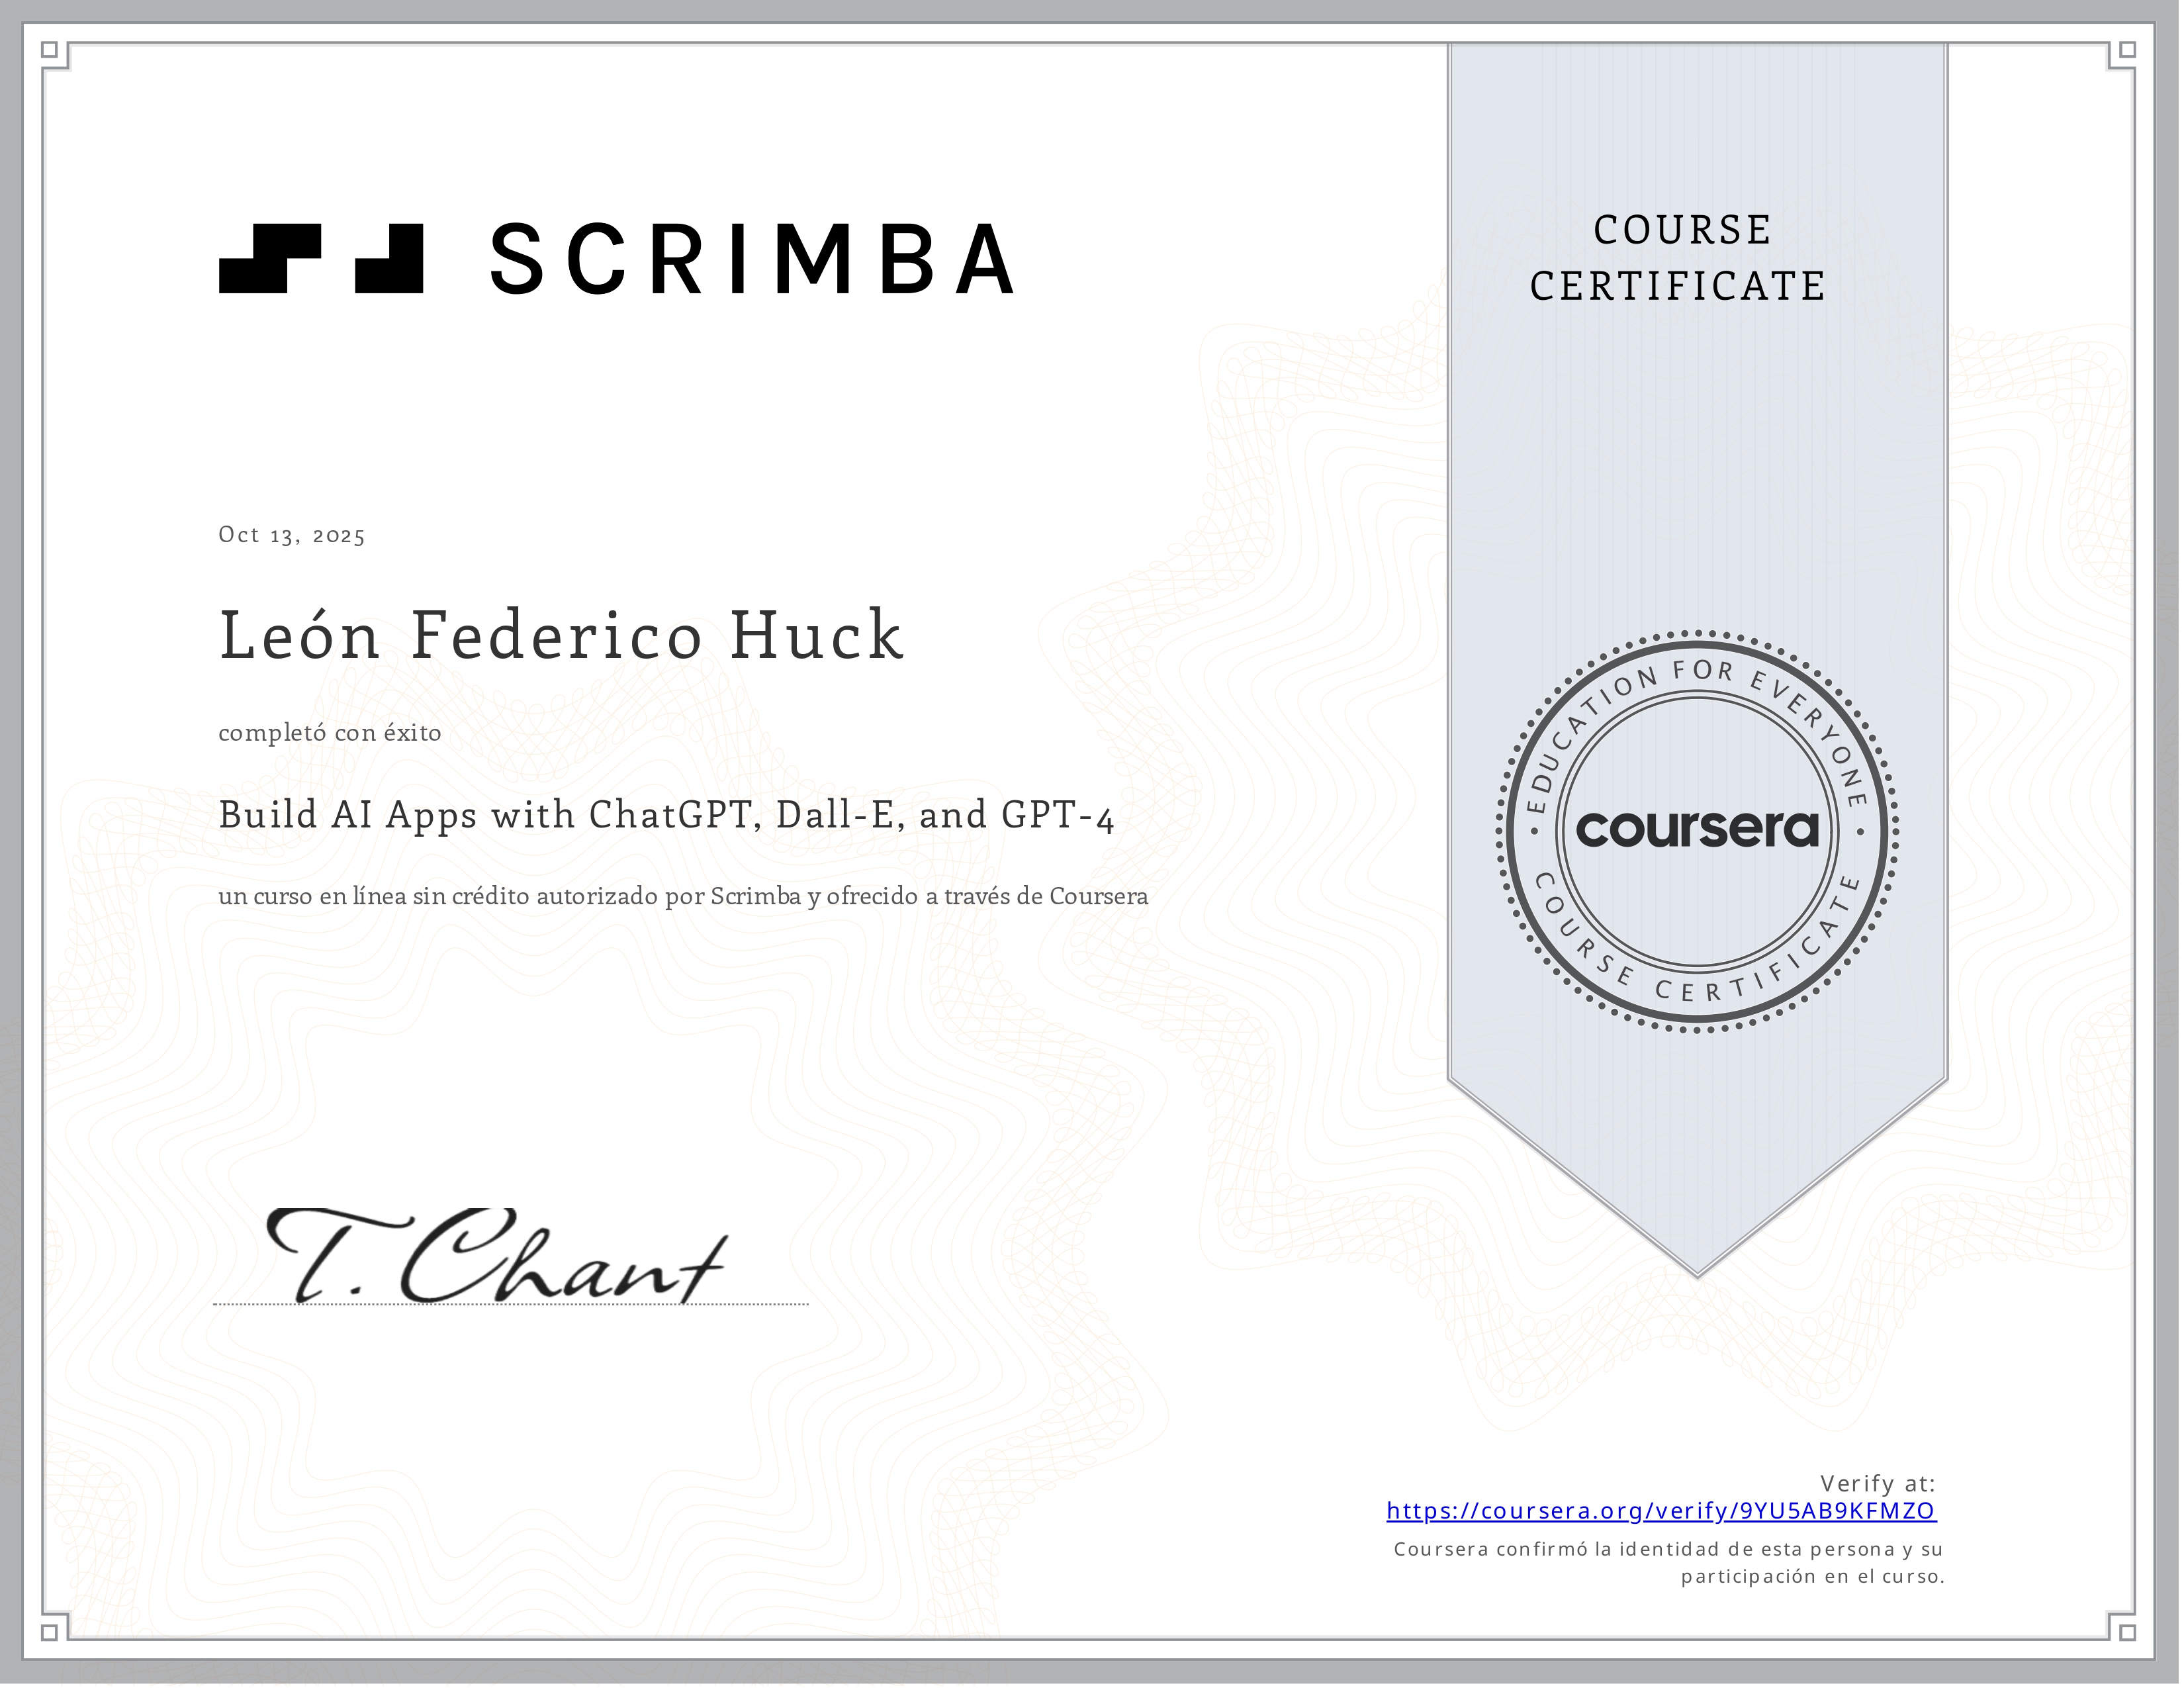 SCRIMBA
COURSE
CERTIFICATE
Oct 13, 2025
León Federico Huck
completó con éxito
Build AI Apps with ChatGPT, Dall-E, and GPT-4
un curso en línea sin crédito autorizado por Scrimba y ofrecido a través de Coursera
EDUCATION FOR EVERYONE
coursera
COURSE CERTIFICATE
T. Chant
Verify at:
https://coursera.org/verify/9YU5AB9KFMZO
Coursera confirmó la identidad de esta persona y su
participación en el curso.